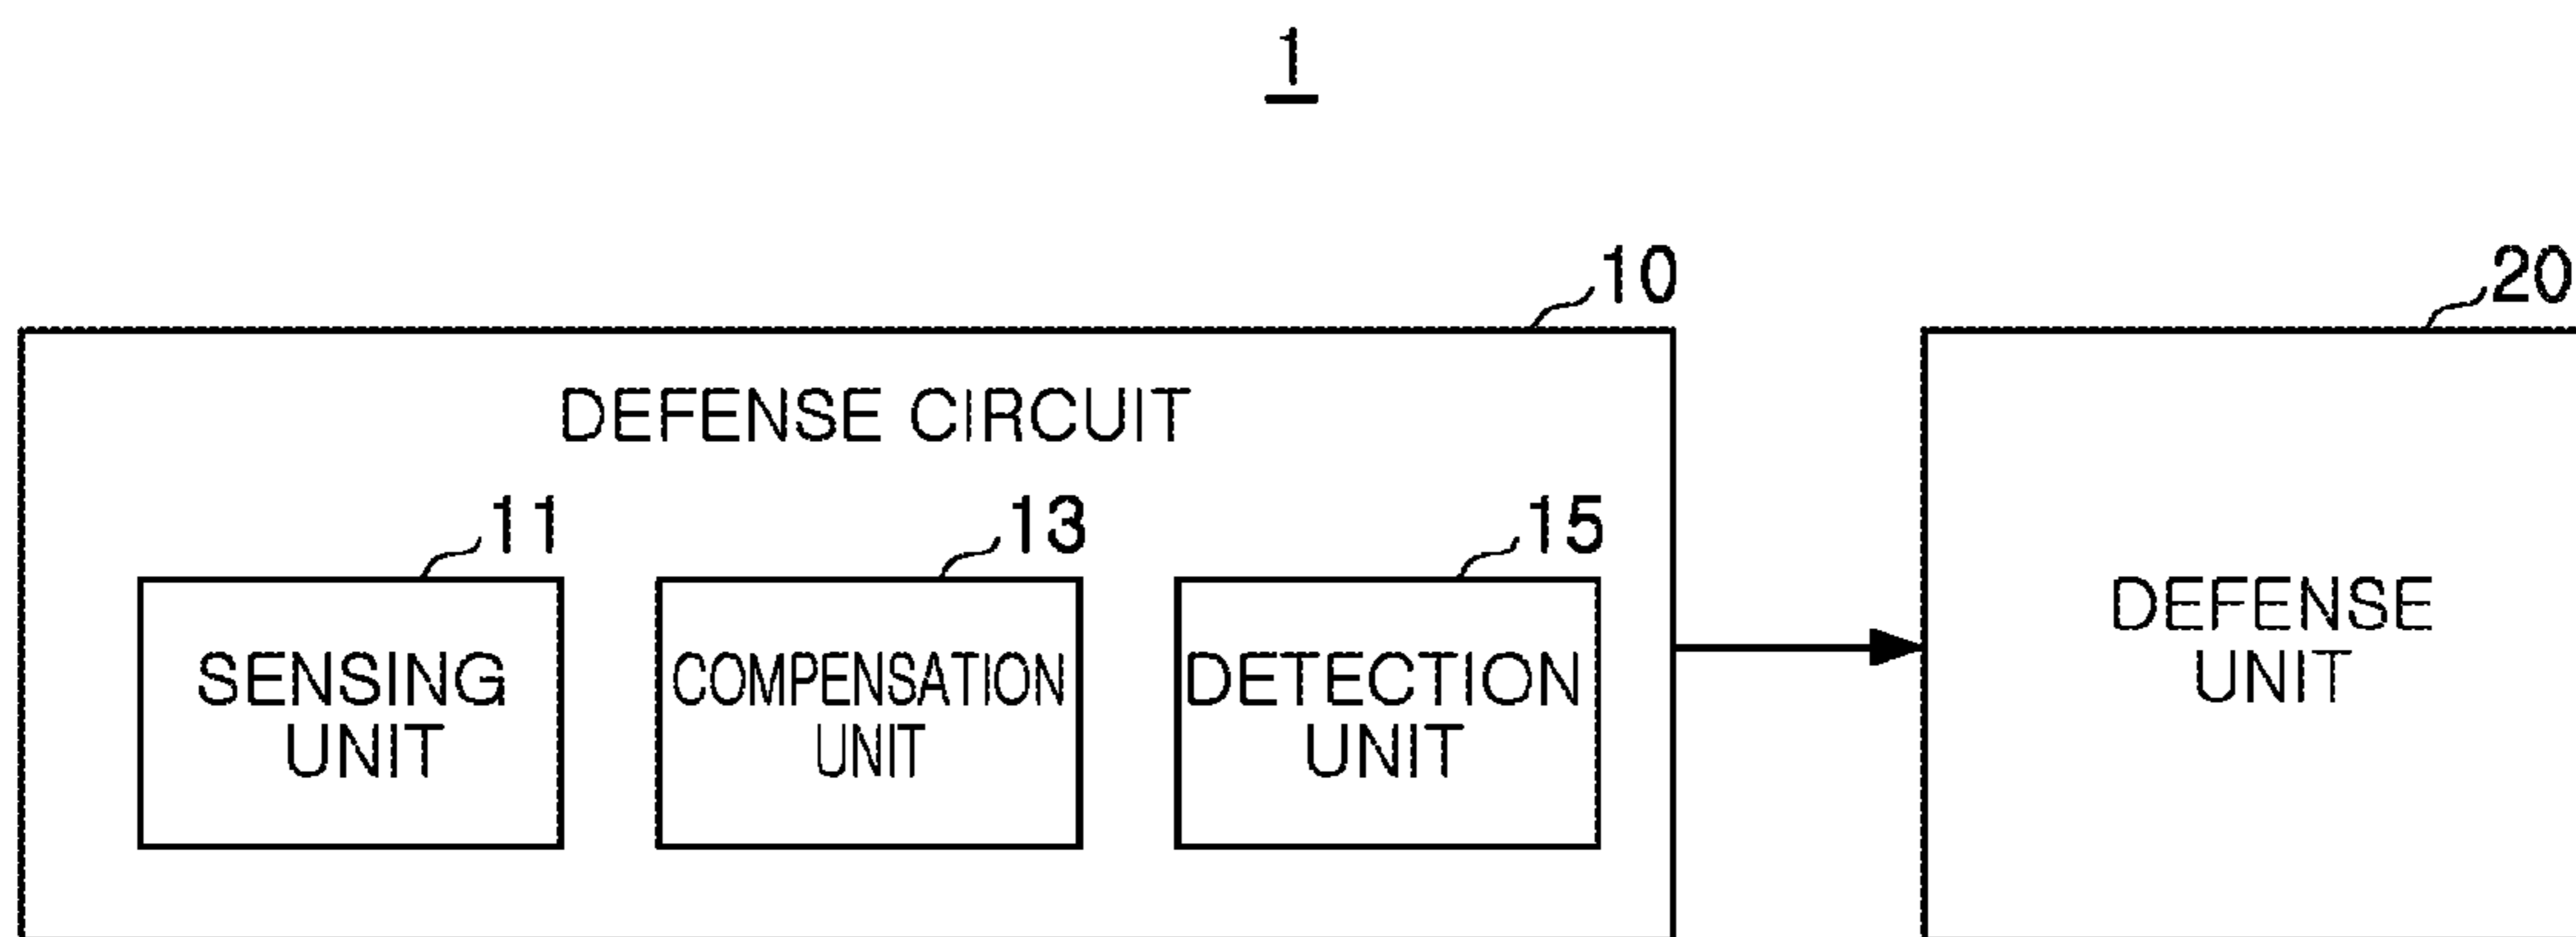 1
10
20
DEFENSE CIRCUIT
11
13
15
SENSING
UNIT
COMPENSATION
UNIT
DETECTION
UNIT
DEFENSE
UNIT